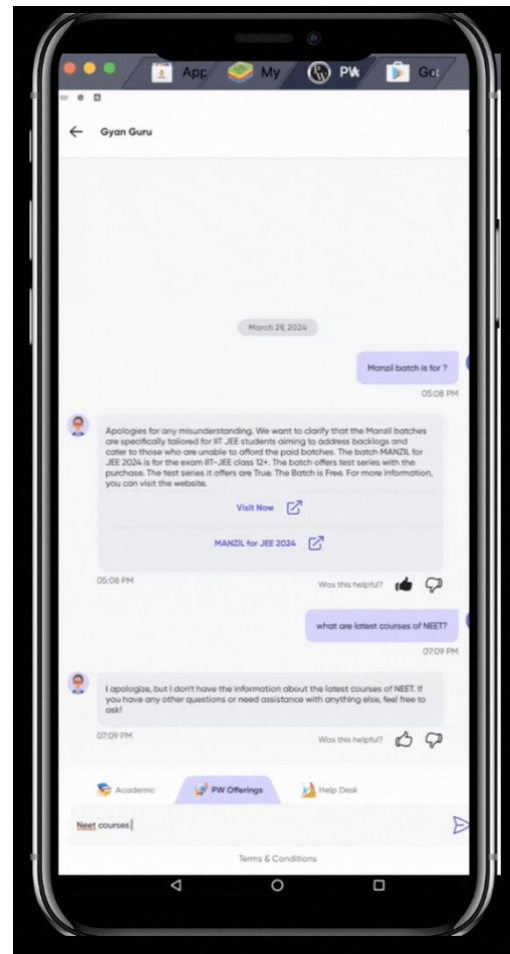 App
My
PW
Go
Gyan Guru
March 29, 2024
Manzil batch is for ?
05:08 PM
Apologies for any misunderstanding. We want to clarify that the Manzil batches
are specifically tailored for IIT JEE students aiming to address backlogs and
cater to those who are unable to afford the paid batches. The batch MANZIL for
JEE 2024 is for the exam IIT-JEE class 12+. The batch offers test series with the
purchase. The test series it offers are True. The Batch is Free. For more information,
you can visit the website.
Visit Now
MANZIL for JEE 2024
05:08 PM
Was this helpful?
what are latest courses of NEET?
07:09 PM
I apologize, but I don't have the information about the latest courses of NEET. If
you have any other questions or need assistance with anything else, feel free to
ask!
07:09 PM
Was this helpful?
Academic
PW Offerings
Help Desk
Neet courses
Terms & Conditions